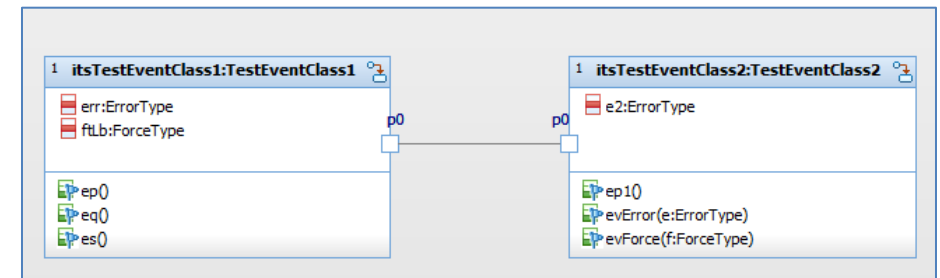 1 itsTestEventClass1:TestEventClass1
err:ErrorType
ftLb:ForceType
p0
ep()
eq()
es()
1 itsTestEventClass2:TestEventClass2
e2:ErrorType
p0
ep1()
evError(e:ErrorType)
evForce(f:ForceType)